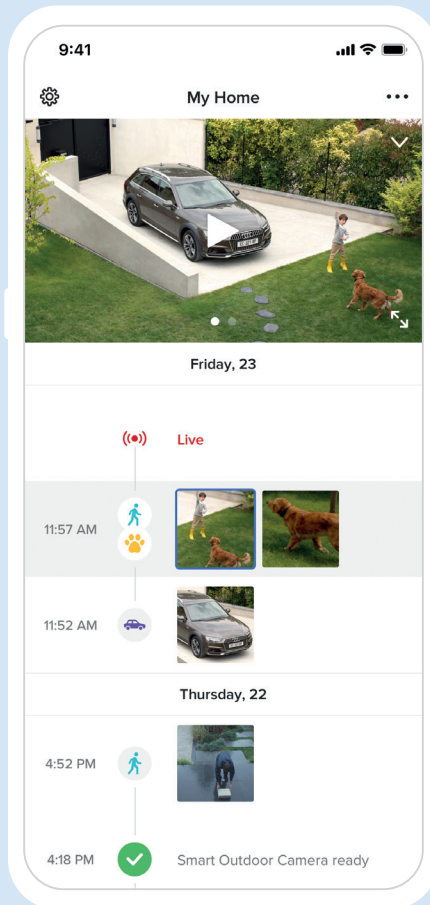 9:41
My Home
Friday, 23
Live
11:57 AM
11:52 AM
Thursday, 22
4:52 PM
4:18 PM Smart Outdoor Camera ready